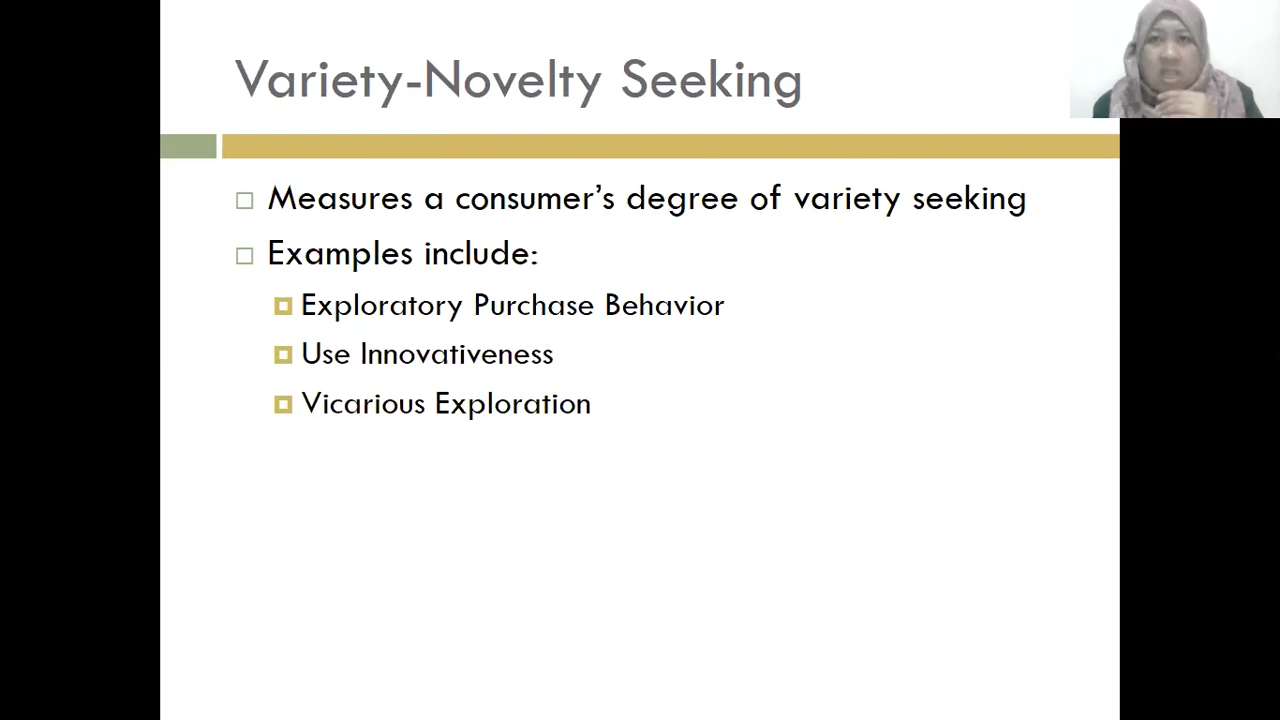 Variety-Novelty Seeking
Measures a consumer’s degree of variety seeking
Examples include:
Exploratory Purchase Behavior
Use Innovativeness
Vicarious Exploration